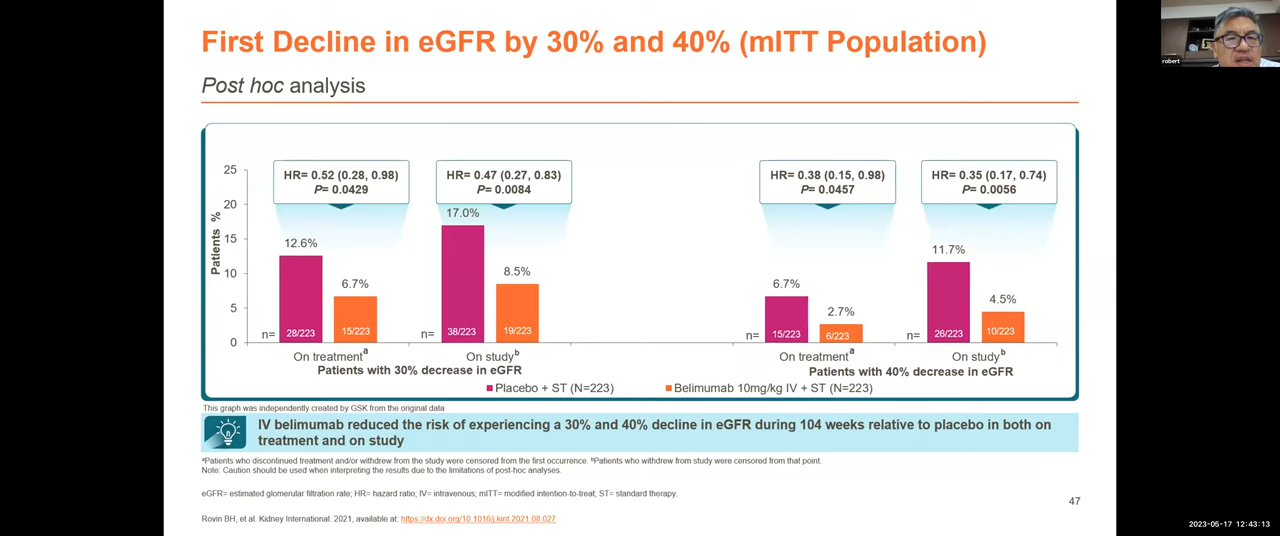 First Decline in eGFR by 30% and 40% (mITT Population)
Post hoc analysis
robert
25
20
15
10
5
0
Patients %
HR= 0.52 (0.28, 0.98)
P= 0.0429
HR= 0.47 (0.27, 0.83)
P= 0.0084
HR= 0.38 (0.15, 0.98)
P= 0.0457
HR= 0.35 (0.17, 0.74)
P= 0.0056
12.6%
6.7%
17.0%
8.5%
6.7%
2.7%
11.7%
4.5%
n= 28/223 15/223 n= 38/223 19/223 n= 15/223 6/223 n= 26/223 10/223
On treatmentᵃ On studyᵇ On treatmentᵃ On studyᵇ
Patients with 30% decrease in eGFR Patients with 40% decrease in eGFR
Placebo + ST (N=223) Belimumab 10mg/kg IV + ST (N=223)
This graph was independently created by GSK from the original data
IV belimumab reduced the risk of experiencing a 30% and 40% decline in eGFR during 104 weeks relative to placebo in both on
treatment and on study
ᵃPatients who discontinued treatment and/or withdrew from the study were censored from the first occurrence. ᵇPatients who withdrew from study were censored from that point.
Note: Caution should be used when interpreting the results due to the limitations of post-hoc analyses.
eGFR= estimated glomerular filtration rate; HR= hazard ratio; IV= intravenous; mITT= modified intention-to-treat; ST= standard therapy.
47
Rovin BH, et al. Kidney International. 2021, available at: https://dx.doi.org/10.1016/j.kint.2021.08.027
2023-05-17 12:43:13